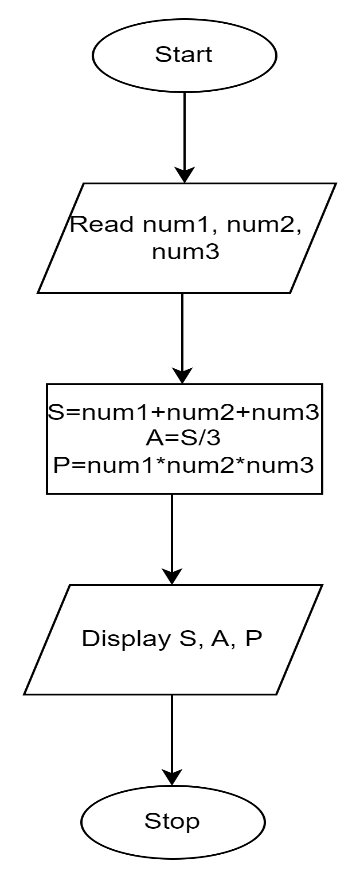 Start
Read num1, num2,
num3
S=num1+num2+num3
A=S/3
P=num1*num2*num3
Display S, A, P
Stop